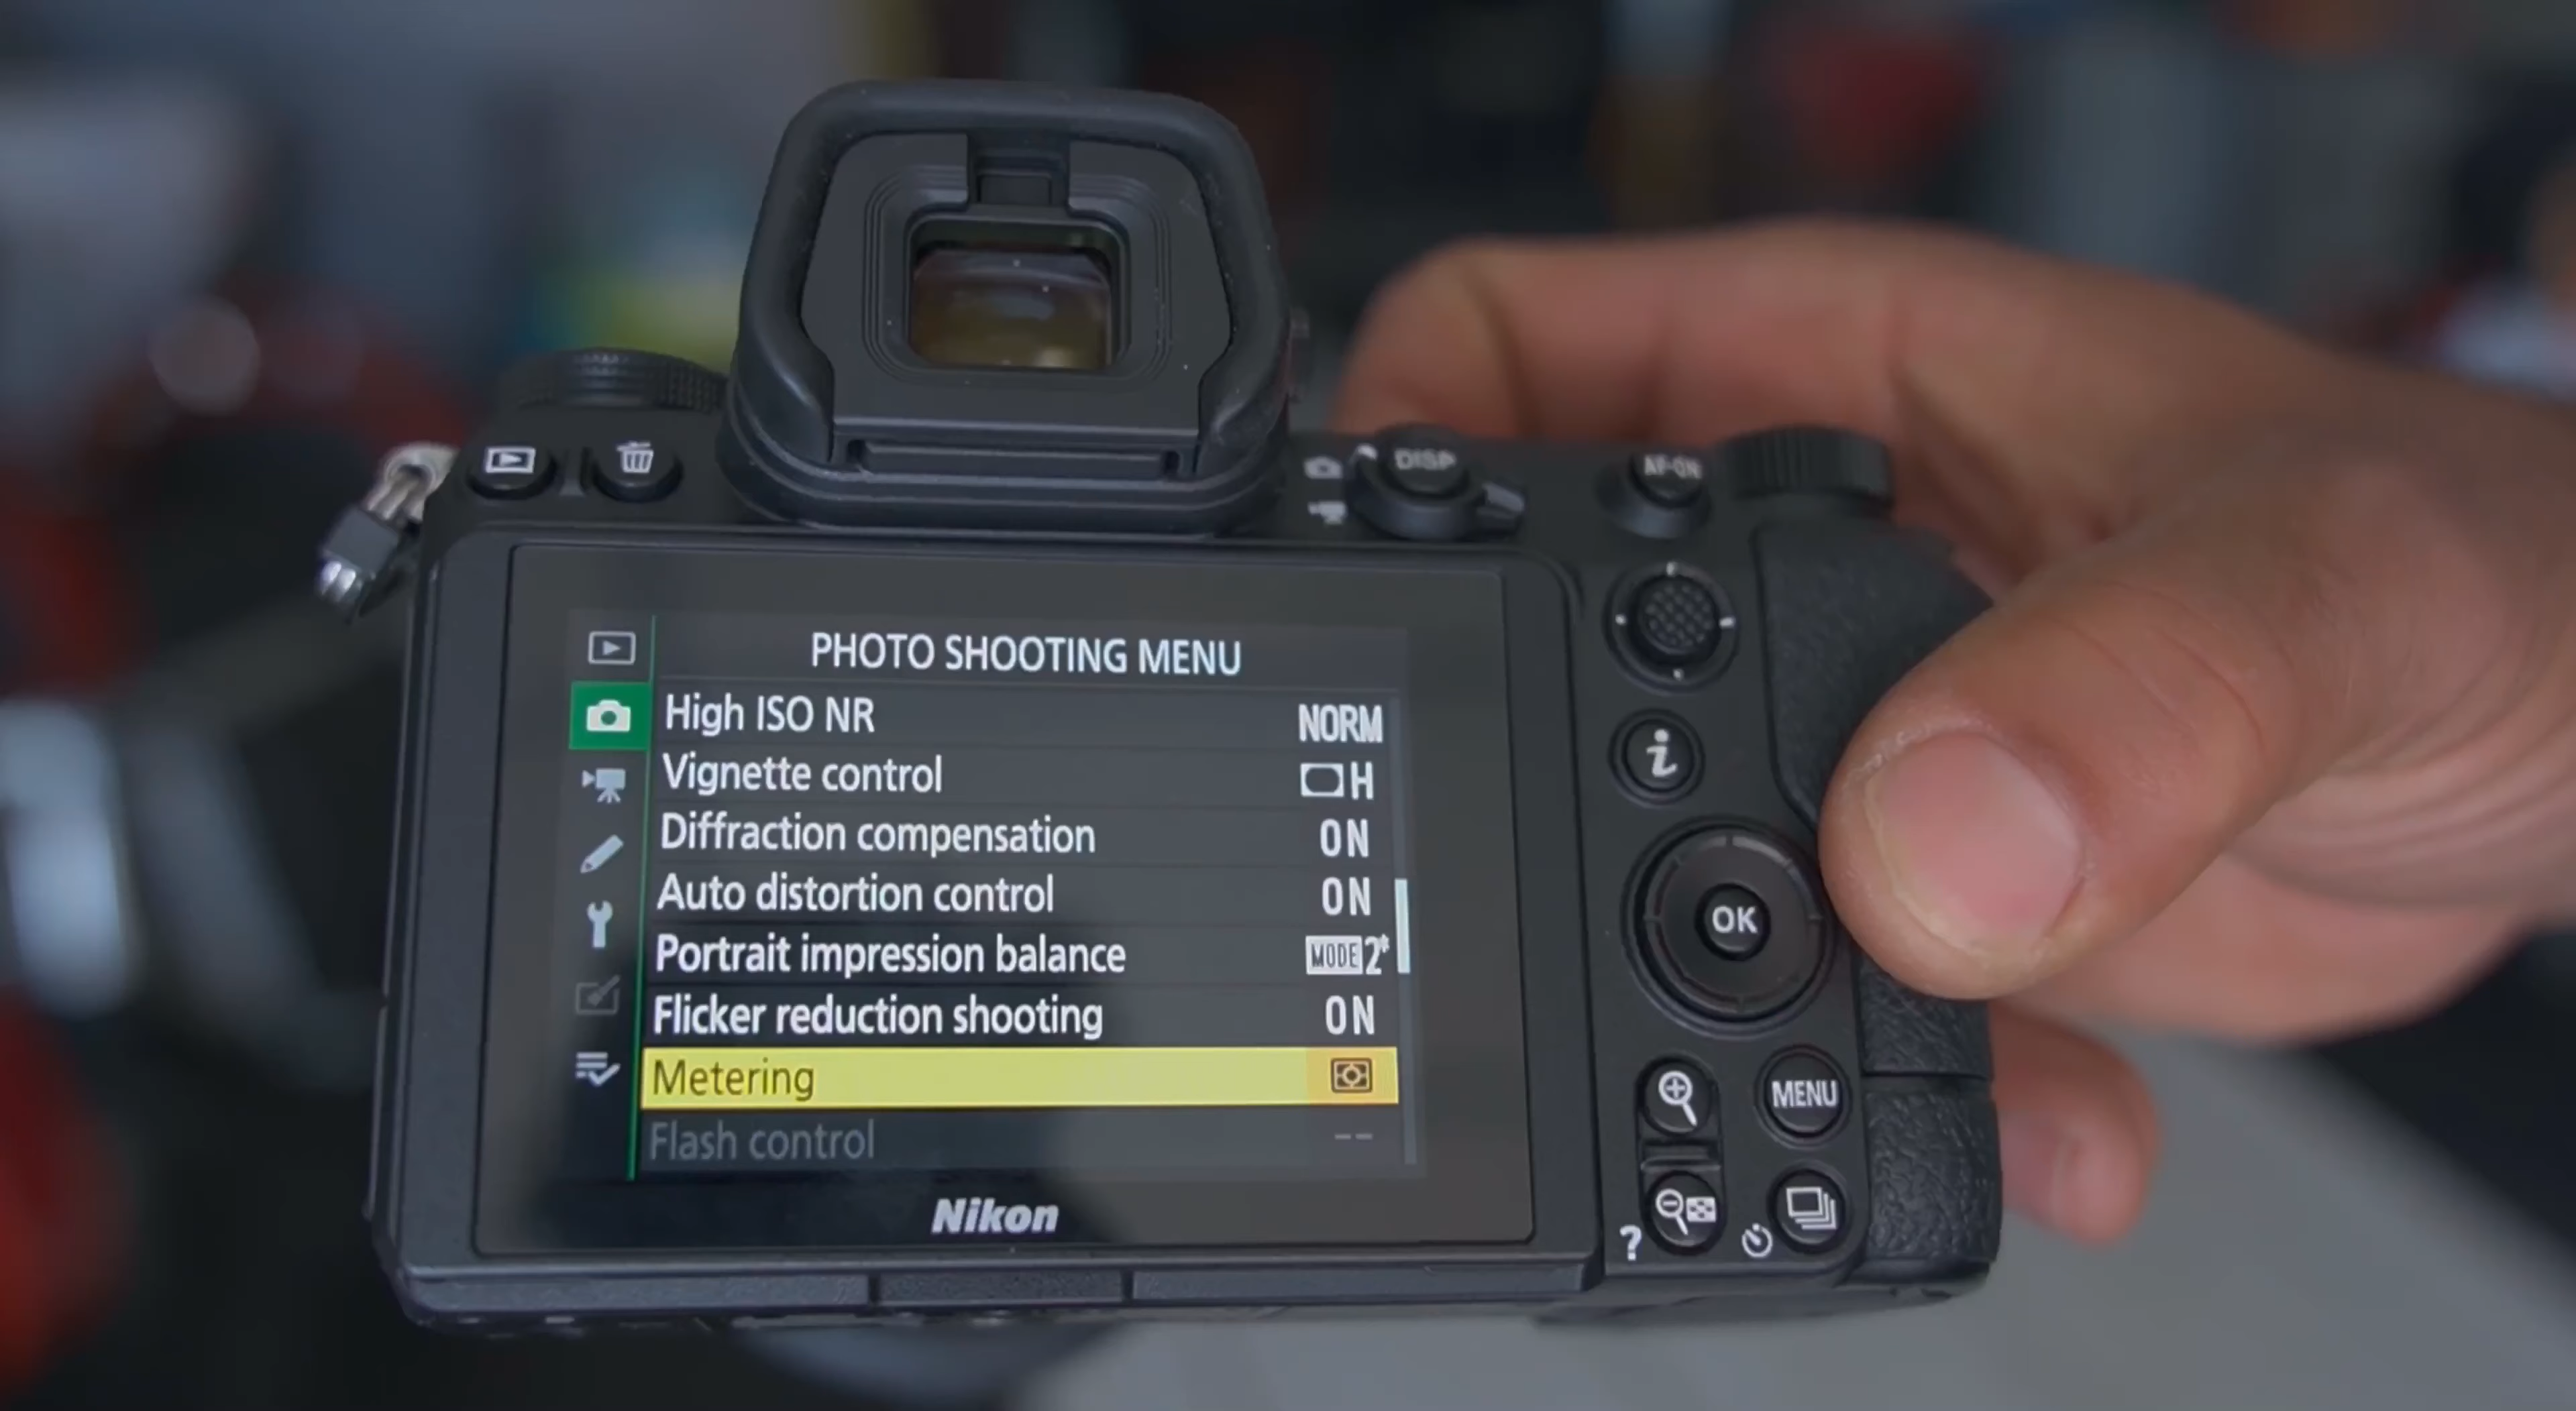 DISP
AF-ON
PHOTO SHOOTING MENU
High ISO NR NORM
Vignette control H
Diffraction compensation ON
Auto distortion control ON
Portrait impression balance MODE 2*
Flicker reduction shooting ON
Metering
Flash control --
Nikon
i
OK
MENU
?